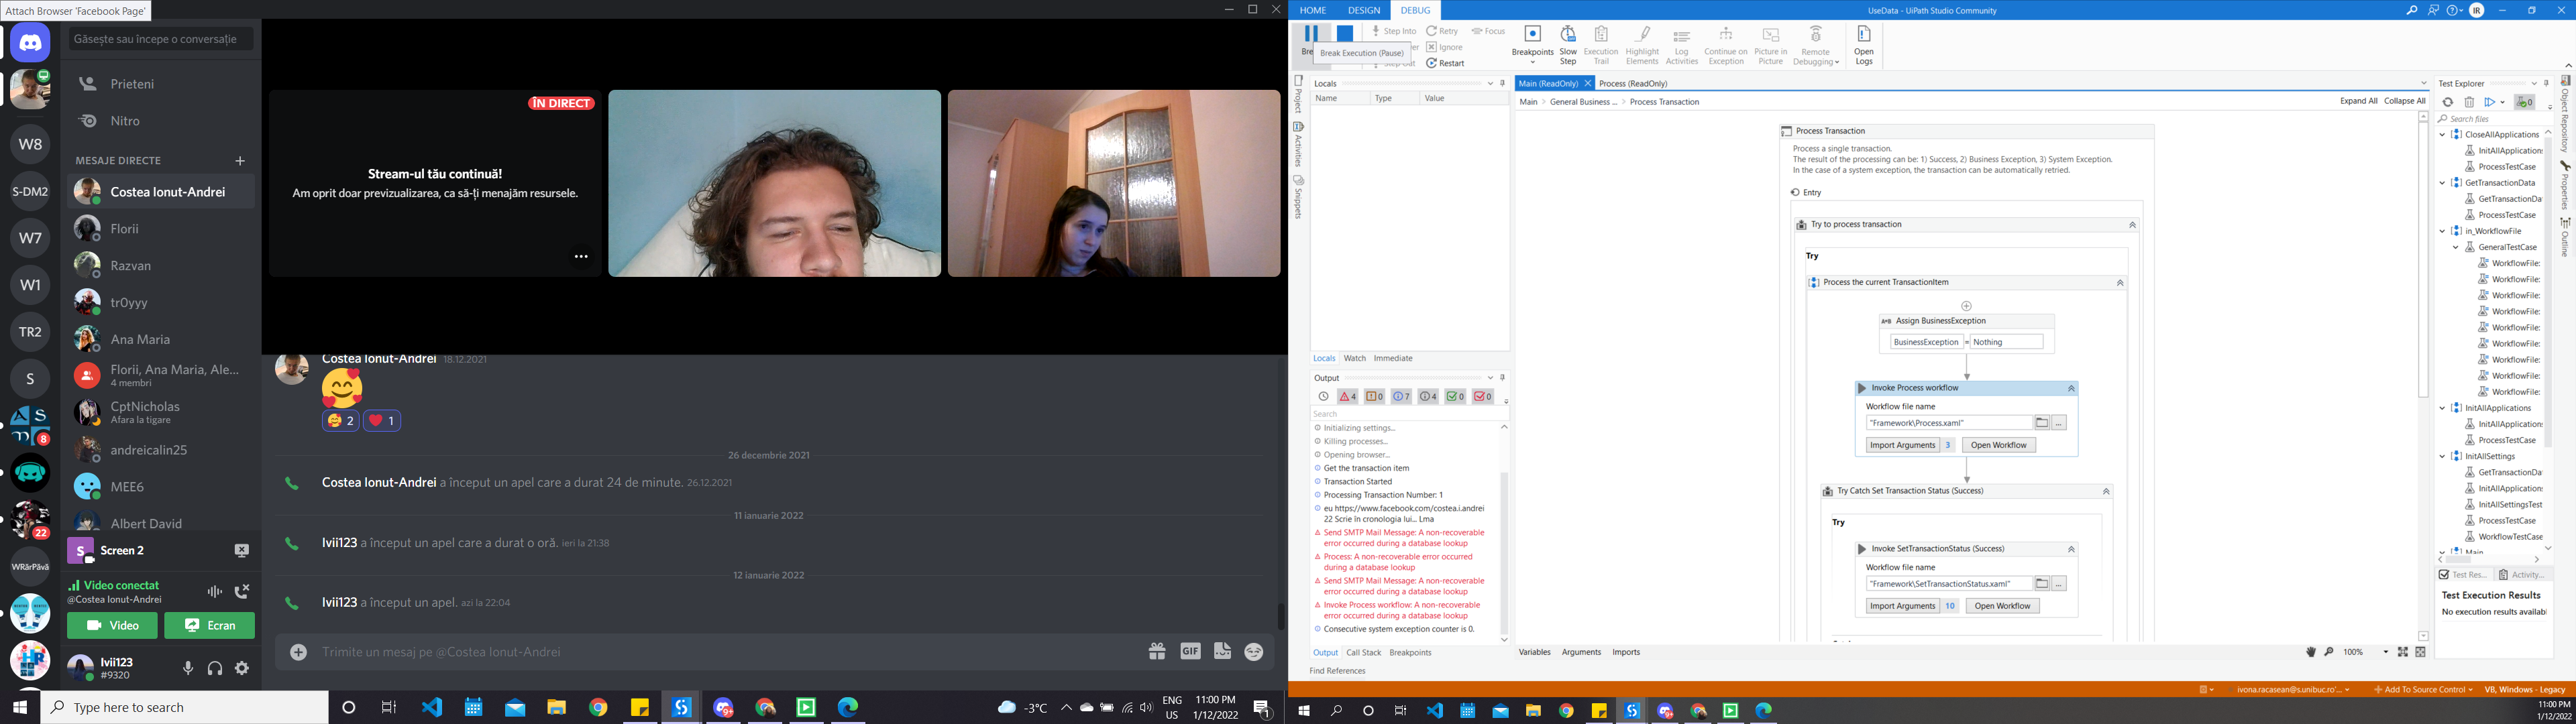 Attach Browser 'Facebook Page'
Găsește sau începe o conversație
Prieteni
Nitro
MESAJE DIRECTE
Costea Ionut-Andrei
Florii
Razvan
tr0yyy
Ana Maria
Florii, Ana Maria, Ale...
4 membri
CptNicholas
Afara la tigare
andreicalin25
MEE6
Albert David
W8
S-DM2
W7
W1
TR2
S
8
22
WRărPăvă
S
Screen 2
Video conectat
@Costea Ionut-Andrei
Video
Ecran
Ivii123
#9320
ÎN DIRECT
Stream-ul tău continuă!
Am oprit doar previzualizarea, ca să-ți menajăm resursele.
Costea Ionut-Andrei 18.12.2021
2
1
26 decembrie 2021
Costea Ionut-Andrei a început un apel care a durat 24 de minute. 26.12.2021
11 ianuarie 2022
Ivii123 a început un apel care a durat o oră. ieri la 21:38
12 ianuarie 2022
Ivii123 a început un apel. azi la 22:04
Trimite un mesaj pe @Costea Ionut-Andrei
GIF
Type here to search
-3°C
ENG
US
11:00 PM
1/12/2022
1
HOME
DESIGN
DEBUG
UseData - UiPath Studio Community
IR
Break Execution (Pause)
Step Into
Step Out
Retry
Ignore
Restart
Focus
Breakpoints
Slow Step
Execution Trail
Highlight Elements
Log Activities
Continue on Exception
Picture in Picture
Remote Debugging
Open Logs
Project
Activities
Snippets
Locals
Name
Type
Value
Locals
Watch
Immediate
Output
4
0
7
4
0
0
Search
Initializing settings...
Killing processes...
Opening browser...
Get the transaction item
Transaction Started
Processing Transaction Number: 1
eu https://www.facebook.com/costea.i.andrei
22 Scrie în cronologia lui... Lma
Send SMTP Mail Message: A non-recoverable
error occurred during a database lookup
Process: A non-recoverable error occurred
during a database lookup
Send SMTP Mail Message: A non-recoverable
error occurred during a database lookup
Invoke Process workflow: A non-recoverable
error occurred during a database lookup
Consecutive system exception counter is 0.
Output
Call Stack
Breakpoints
Find References
Main (ReadOnly)
Process (ReadOnly)
Main > General Business ... > Process Transaction
Expand All
Collapse All
Process Transaction
Process a single transaction.
The result of the processing can be: 1) Success, 2) Business Exception, 3) System Exception.
In the case of a system exception, the transaction can be automatically retried.
Entry
Try to process transaction
Try
Process the current TransactionItem
Assign BusinessException
BusinessException = Nothing
Invoke Process workflow
Workflow file name
"Framework\Process.xaml"
Import Arguments 3
Open Workflow
Try Catch Set Transaction Status (Success)
Try
Invoke SetTransactionStatus (Success)
Workflow file name
"Framework\SetTransactionStatus.xaml"
Import Arguments 10
Open Workflow
Variables
Arguments
Imports
100%
Test Explorer
0
Search files
CloseAllApplications
InitAllApplications
ProcessTestCase
GetTransactionData
GetTransactionDa
ProcessTestCase
in_WorkflowFile
GeneralTestCase
WorkflowFile:
WorkflowFile:
WorkflowFile:
WorkflowFile:
WorkflowFile:
WorkflowFile:
WorkflowFile:
WorkflowFile:
WorkflowFile:
InitAllApplications
InitAllApplications
ProcessTestCase
InitAllSettings
GetTransactionDa
InitAllApplications
InitAllSettingsTest
ProcessTestCase
WorkflowTestCase
Main
Test Res...
Activity...
Test Execution Results
No execution results availabl
Object Repository
Properties
Outline
ivona.racasean@s.unibuc.ro'...
Add To Source Control
VB, Windows - Legacy
11:00 PM
1/12/2022